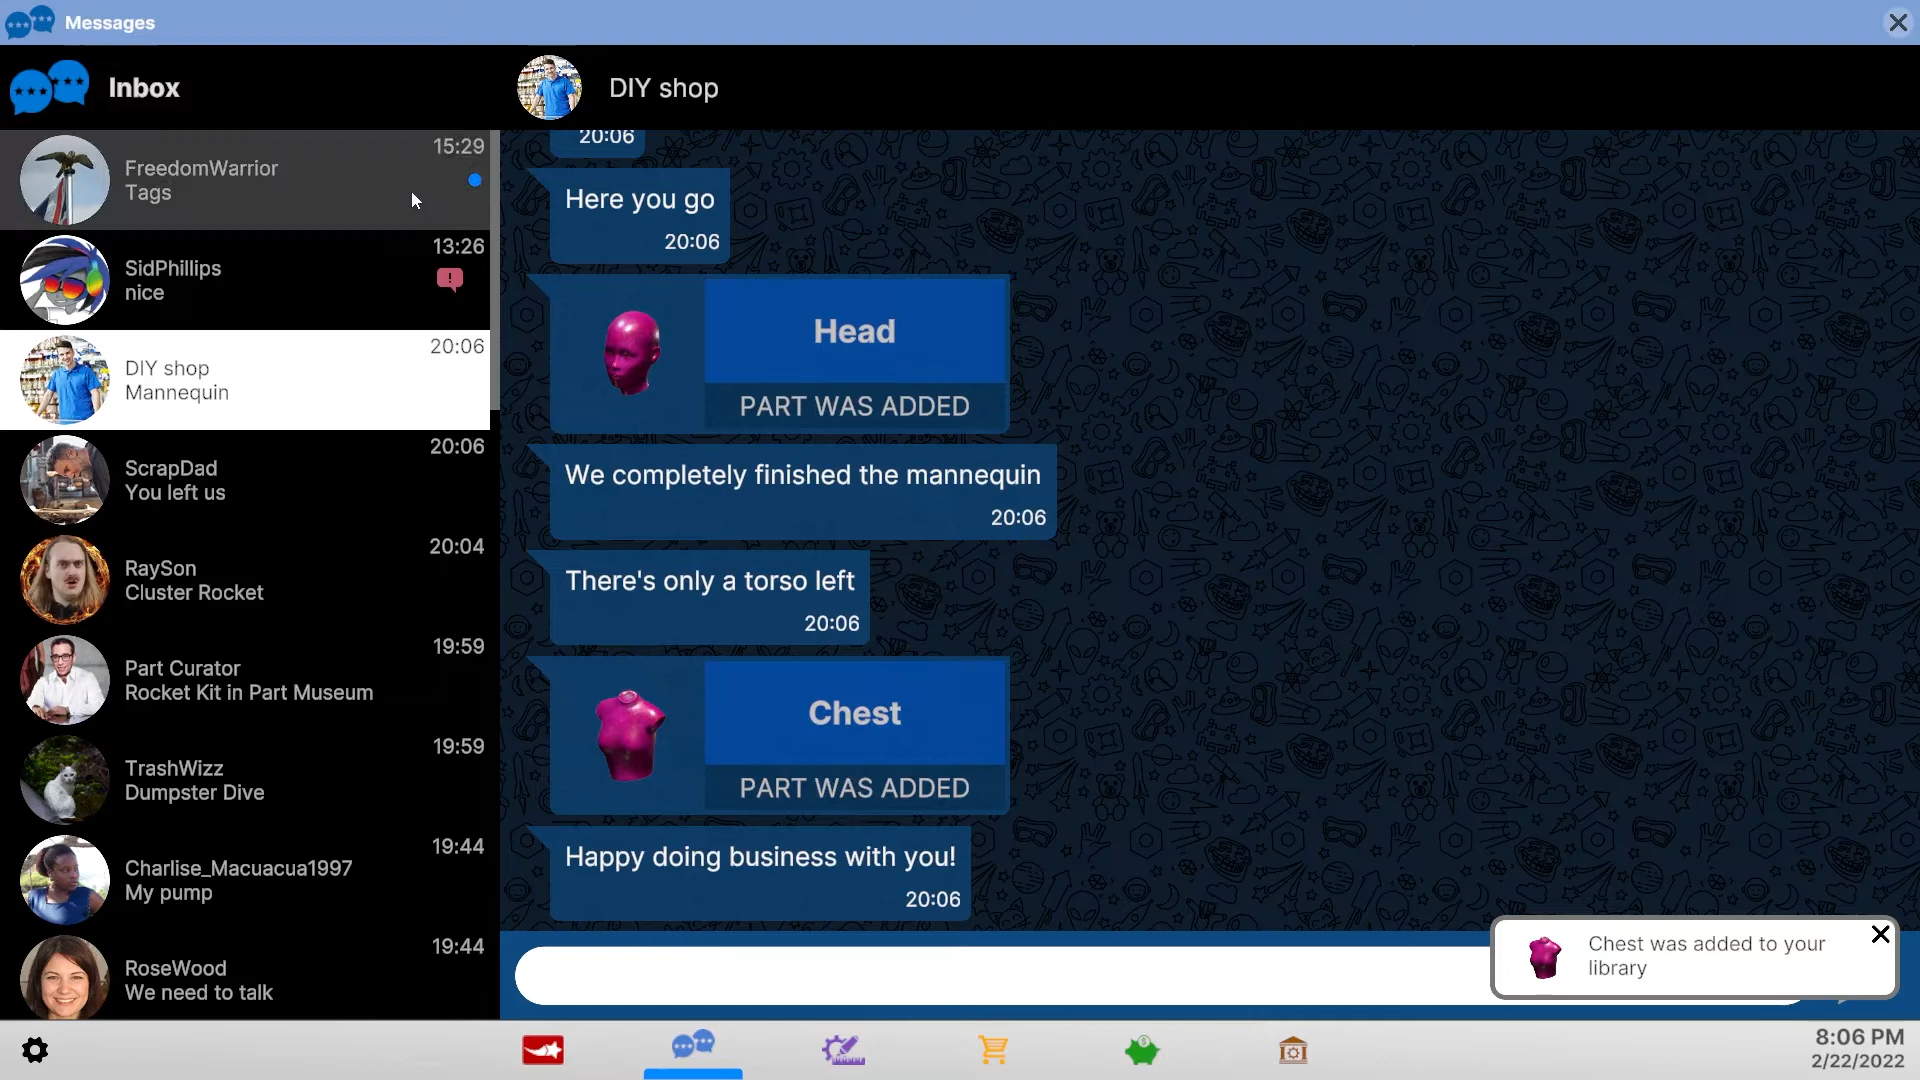 Messages
Inbox
DIY shop
FreedomWarrior
Tags
15:29
SidPhillips
nice
13:26
DIY shop
Mannequin
20:06
ScrapDad
You left us
20:06
RaySon
Cluster Rocket
20:04
Part Curator
Rocket Kit in Part Museum
19:59
TrashWizz
Dumpster Dive
19:59
Charlise_Macuacua1997
My pump
19:44
RoseWood
We need to talk
19:44
20:06
Here you go
20:06
Head
PART WAS ADDED
We completely finished the mannequin
20:06
There's only a torso left
20:06
Chest
PART WAS ADDED
Happy doing business with you!
20:06
Chest was added to your
library
8:06 PM
2/22/2022